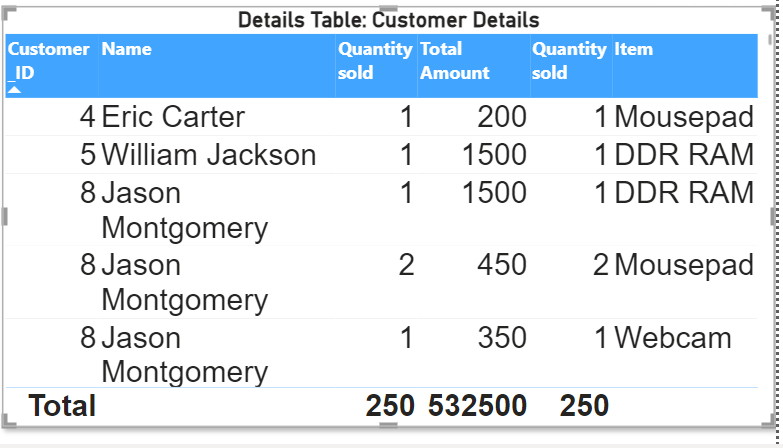 Details Table: Customer Details
Customer_ID Name Quantity sold Total Amount Quantity sold Item
4 Eric Carter 1 200 1 Mousepad
5 William Jackson 1 1500 1 DDR RAM
8 Jason Montgomery 1 1500 1 DDR RAM
8 Jason Montgomery 2 450 2 Mousepad
8 Jason Montgomery 1 350 1 Webcam
Total 250 532500 250